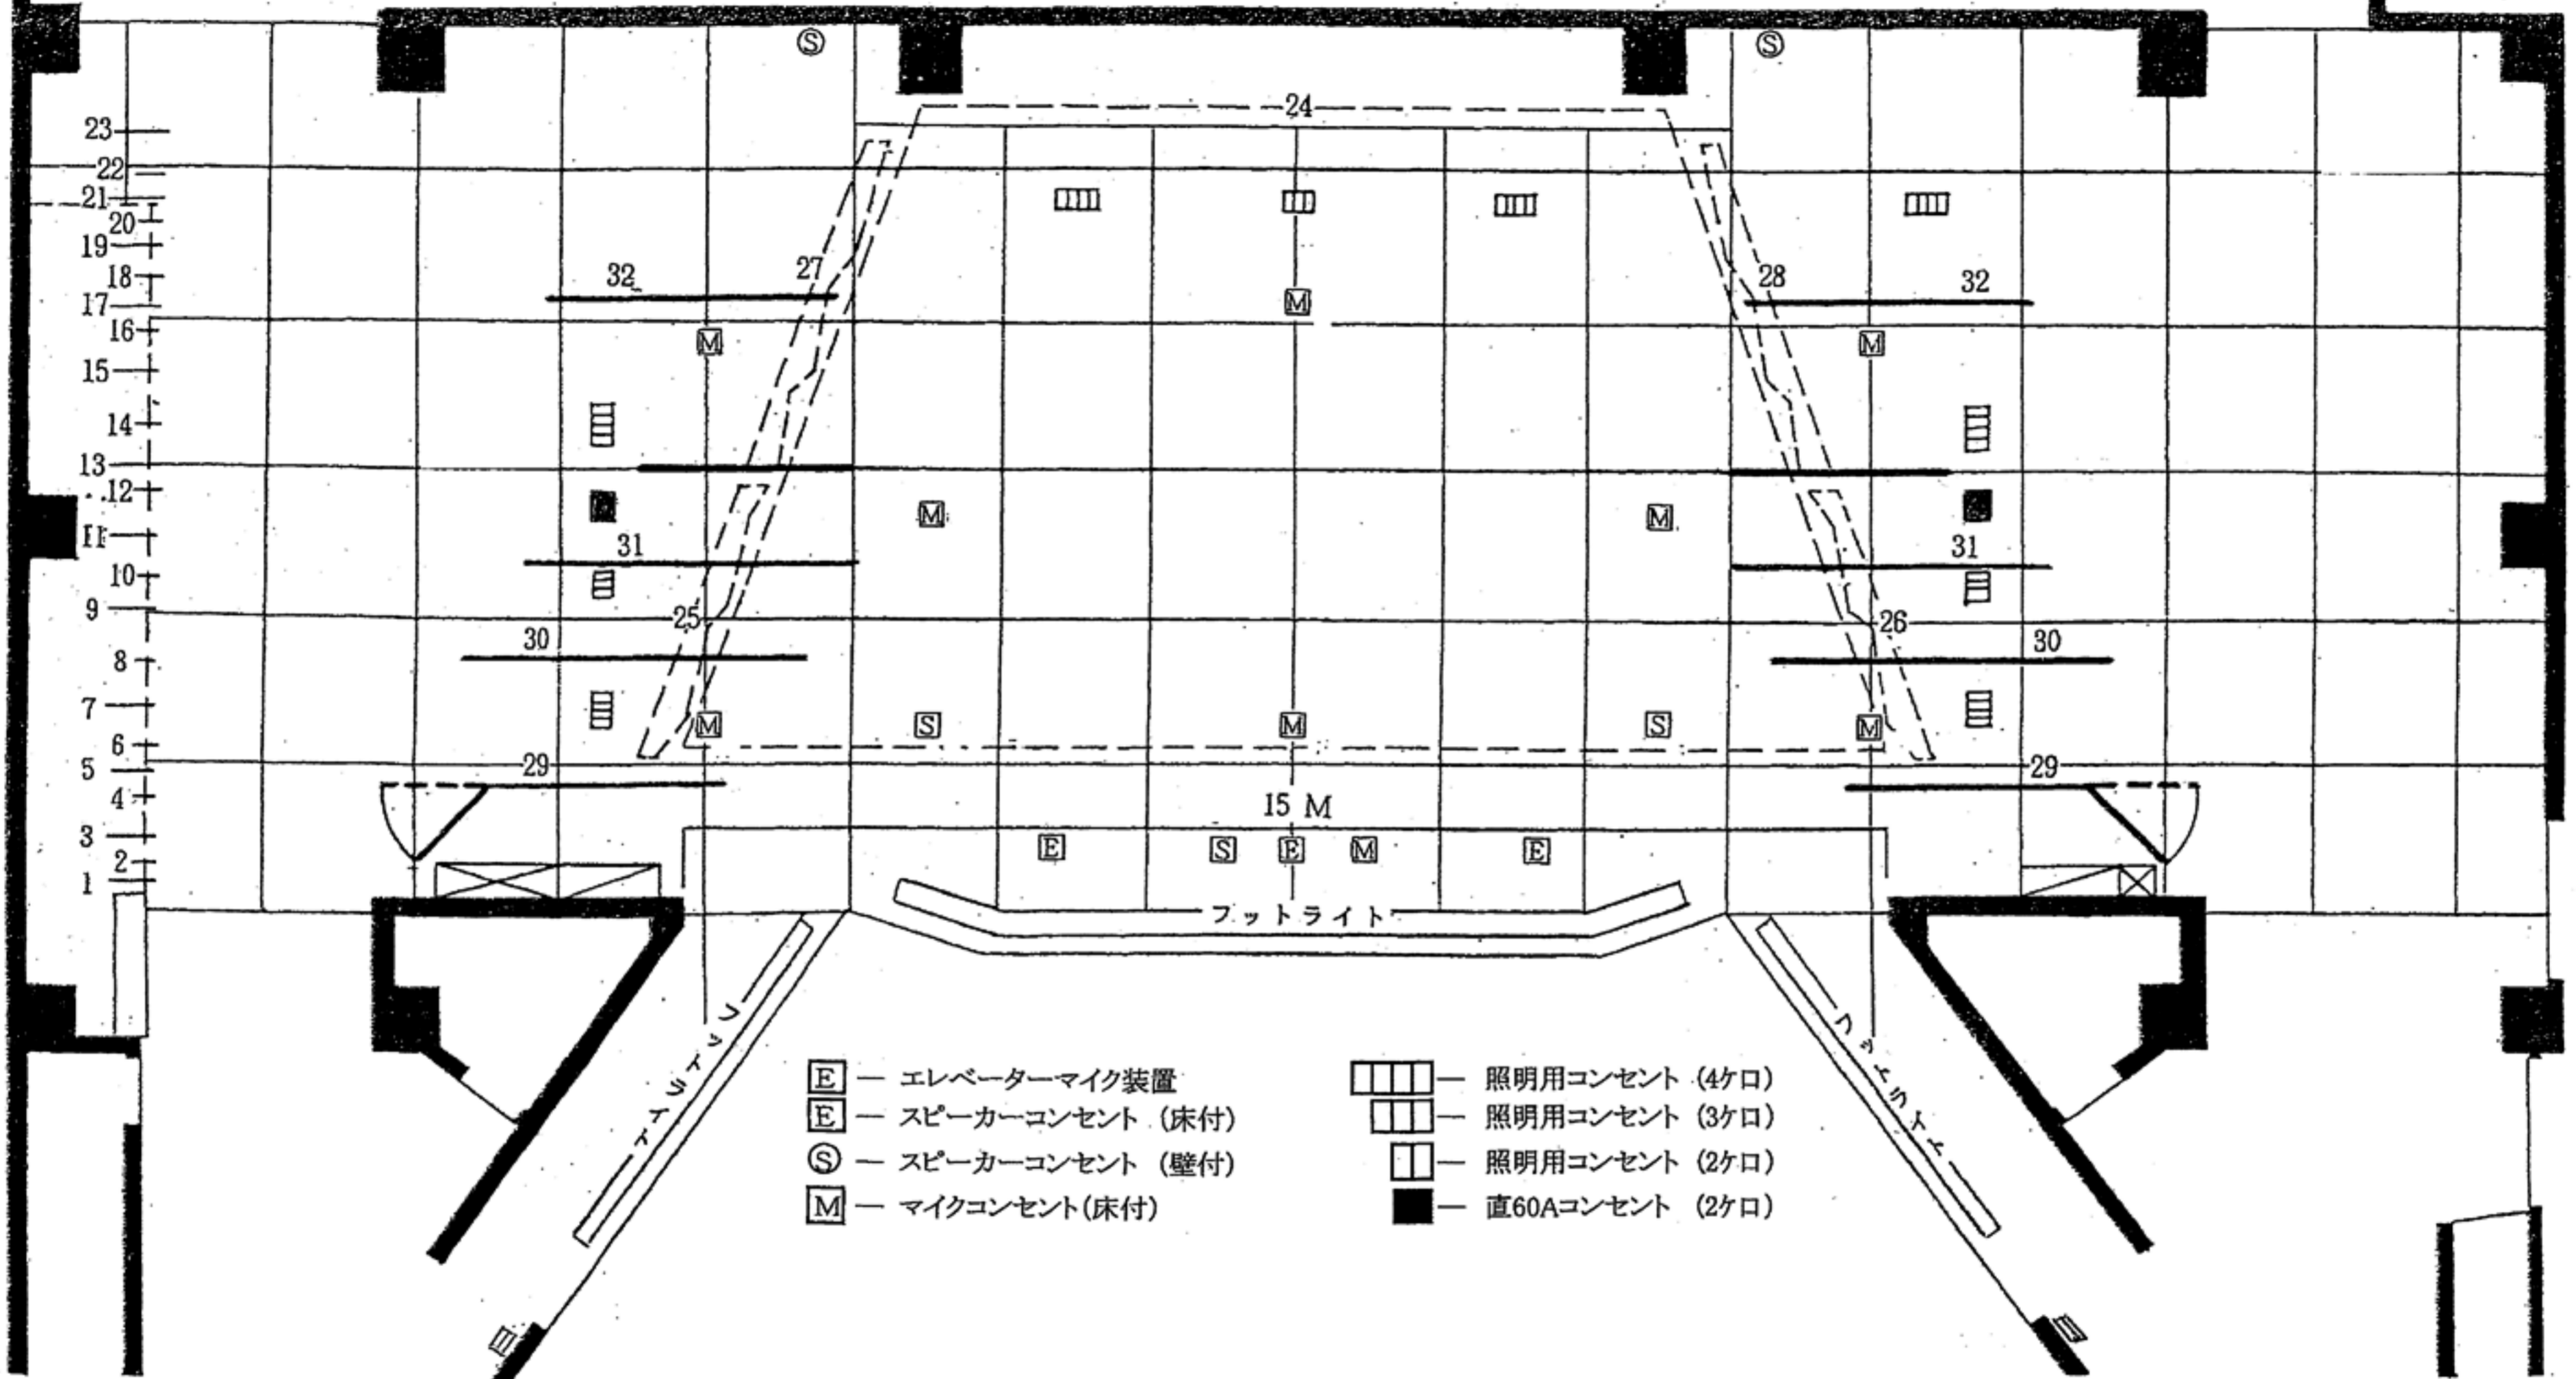 S
S
24
23
22
21
20
19
18
17
16
15
14
13
12
11
10
9
8
7
6
5
4
3
2
1
32
27
28
32
M
M
M
M
M
31
31
25
26
30
30
M
S
M
S
M
29
29
15 M
E
S
E
M
E
フットライト
フットライト
フットライト
E — エレベーターマイク装置
E — スピーカーコンセント (床付)
S — スピーカーコンセント (壁付)
M — マイクコンセント(床付)
— 照明用コンセント (4ケ口)
— 照明用コンセント (3ケ口)
— 照明用コンセント (2ケ口)
— 直60Aコンセント (2ケ口)